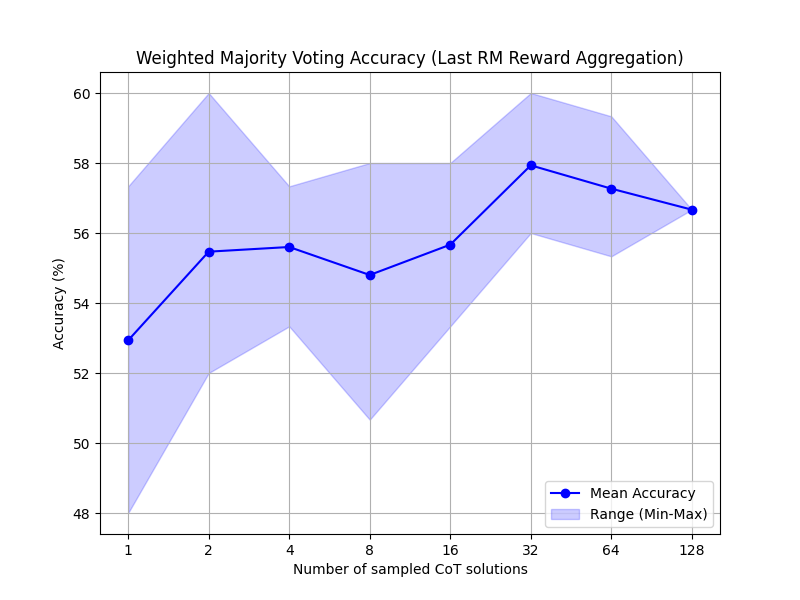 Weighted Majority Voting Accuracy (Last RM Reward Aggregation)
Accuracy (%)
60
58
56
54
52
50
48
Mean Accuracy
Range (Min-Max)
1 2 4 8 16 32 64 128
Number of sampled CoT solutions